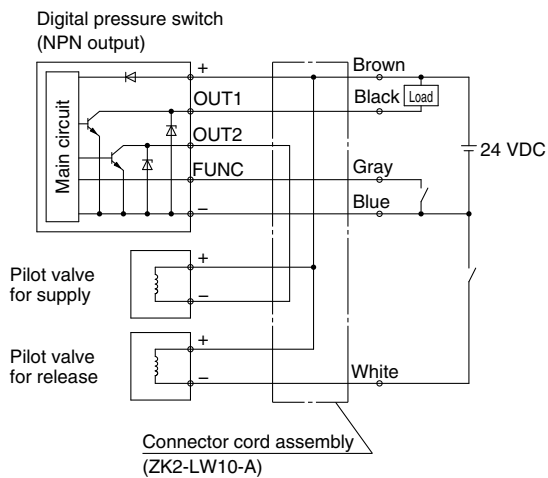 Digital pressure switch
(NPN output)
Main circuit
+
OUT1
OUT2
FUNC
−
Brown
Black
Load
24 VDC
Gray
Blue
Pilot valve
for supply
+
−
Pilot valve
for release
+
−
White
Connector cord assembly
(ZK2-LW10-A)